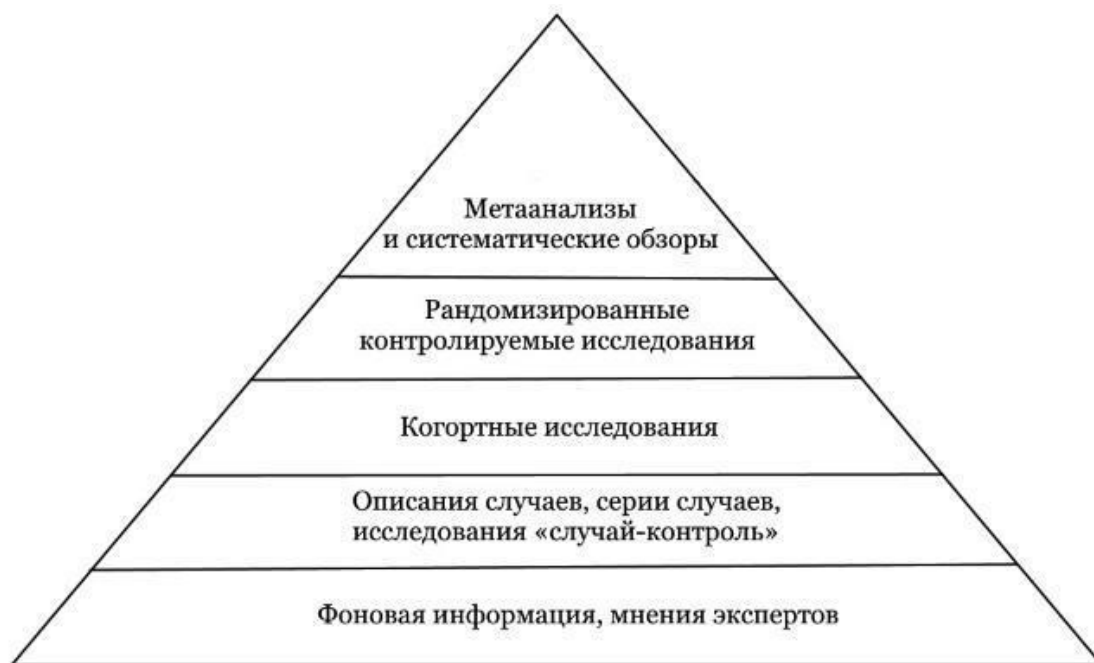 Метаанализы
и систематические обзоры
Рандомизированные
контролируемые исследования
Когортные исследования
Описания случаев, серии случаев,
исследования «случай-контроль»
Фоновая информация, мнения экспертов